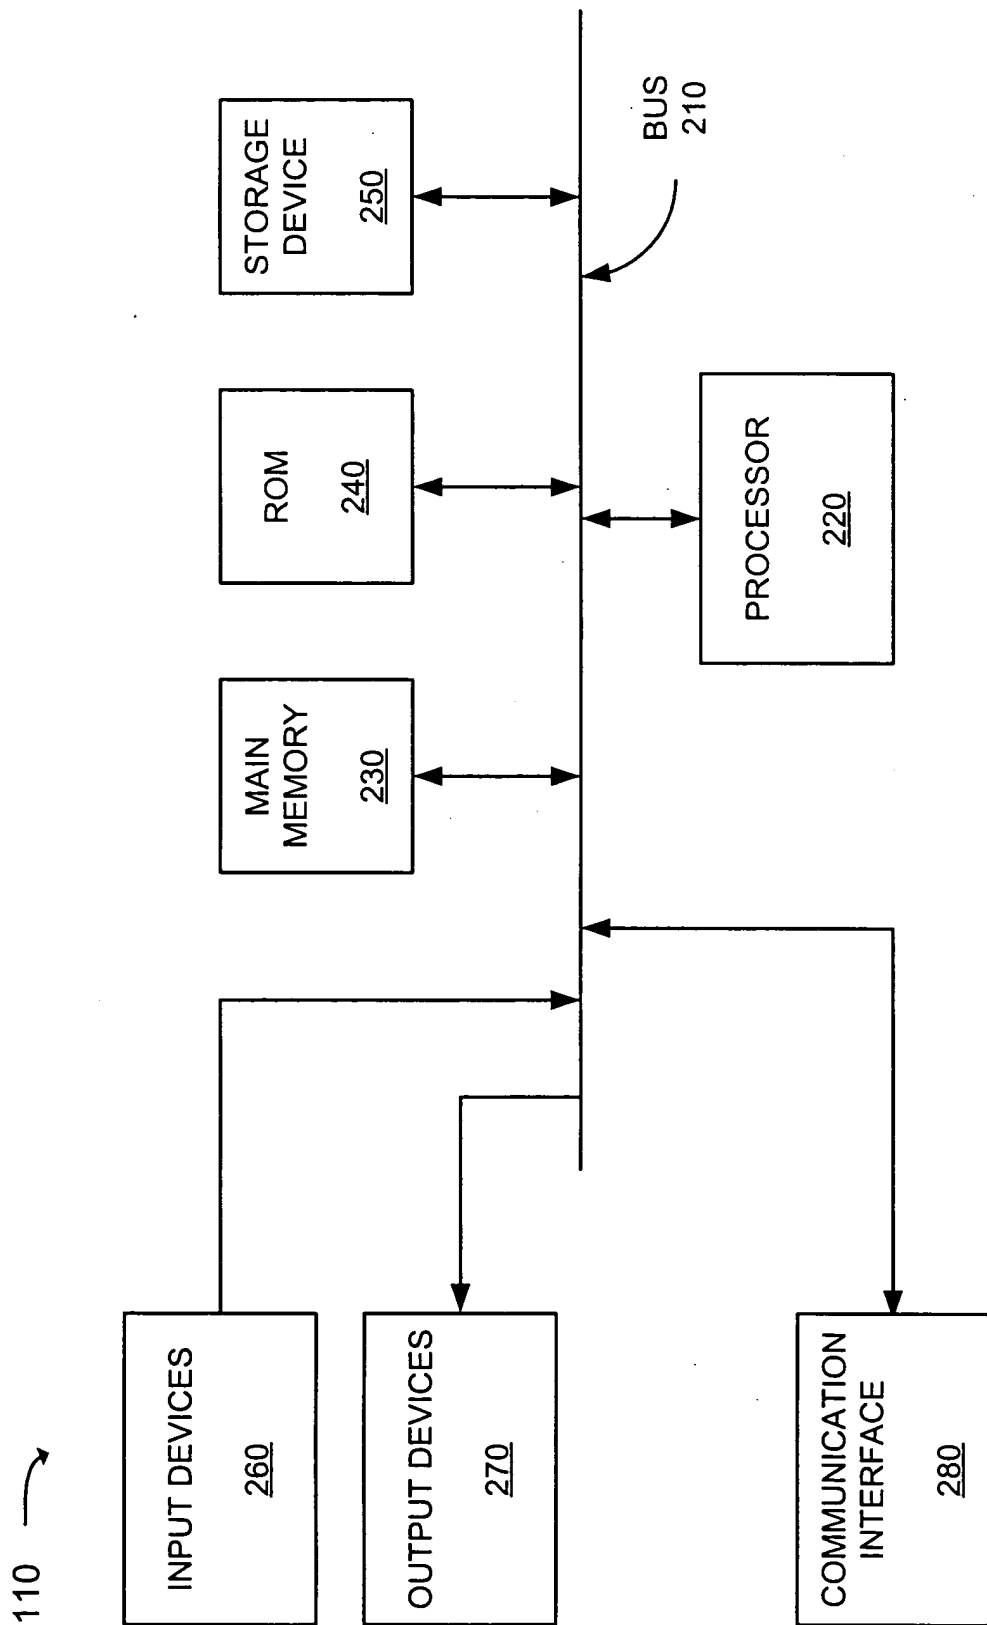 110
INPUT DEVICES
260
OUTPUT DEVICES
270
COMMUNICATION
INTERFACE
280
MAIN
MEMORY
230
ROM
240
STORAGE
DEVICE
250
PROCESSOR
220
BUS
210